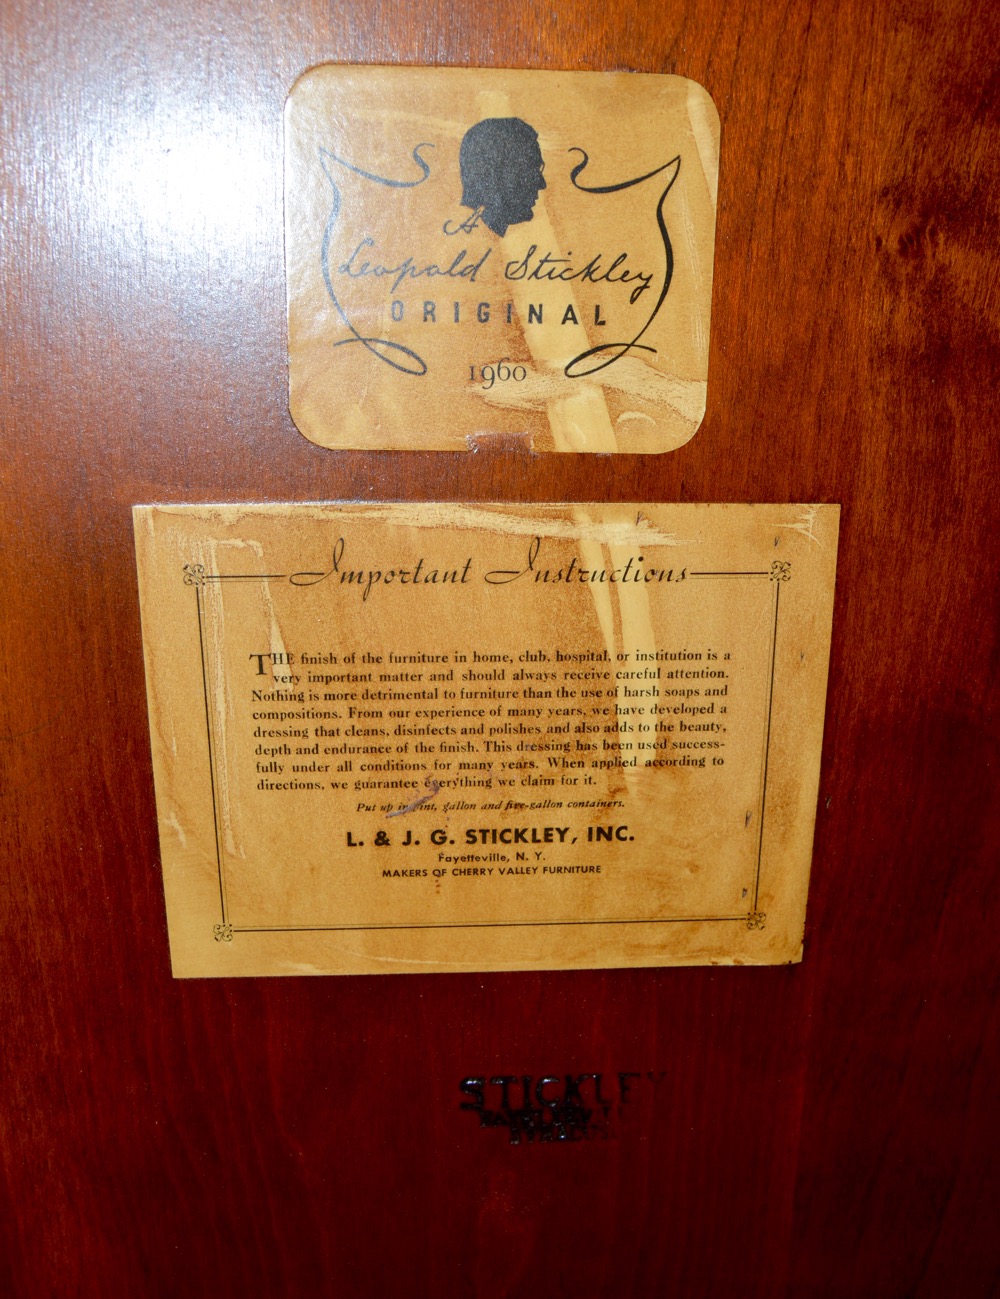 A
Leopold Stickley
ORIGINAL
1960
Important Instructions
THE finish of the furniture in home, club, hospital, or institution is a
very important matter and should always receive careful attention.
Nothing is more detrimental to furniture than the use of harsh soaps and
compositions. From our experience of many years, we have developed a
dressing that cleans, disinfects and polishes and also adds to the beauty,
depth and endurance of the finish. This dressing has been used success-
fully under all conditions for many years. When applied according to
directions, we guarantee everything we claim for it.
Put up in pint, gallon and five-gallon containers.
L. & J. G. STICKLEY, INC.
Fayetteville, N. Y.
MAKERS OF CHERRY VALLEY FURNITURE
STICKLEY